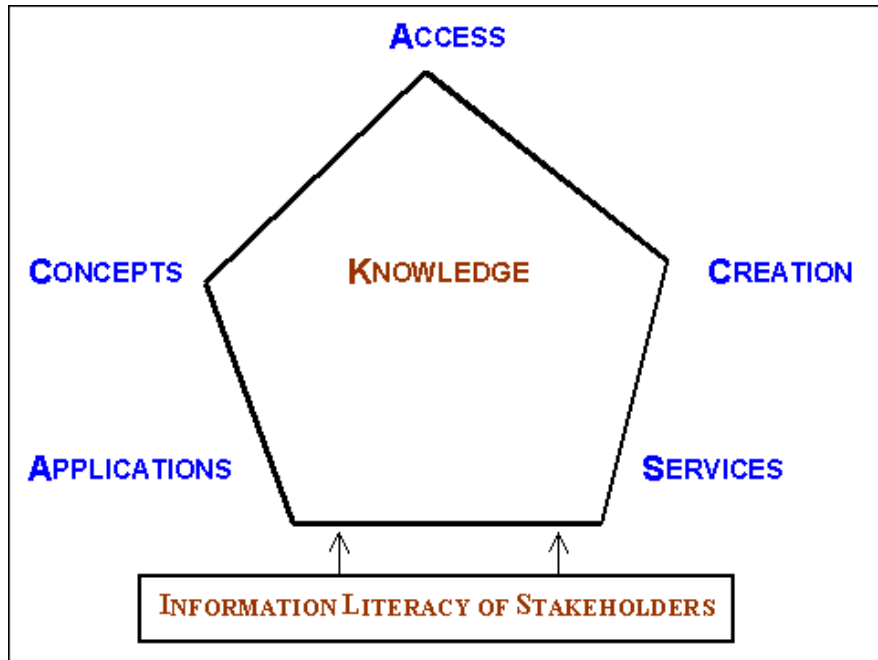 ACCESS
CONCEPTS
KNOWLEDGE
CREATION
APPLICATIONS
SERVICES
INFORMATION LITERACY OF STAKEHOLDERS